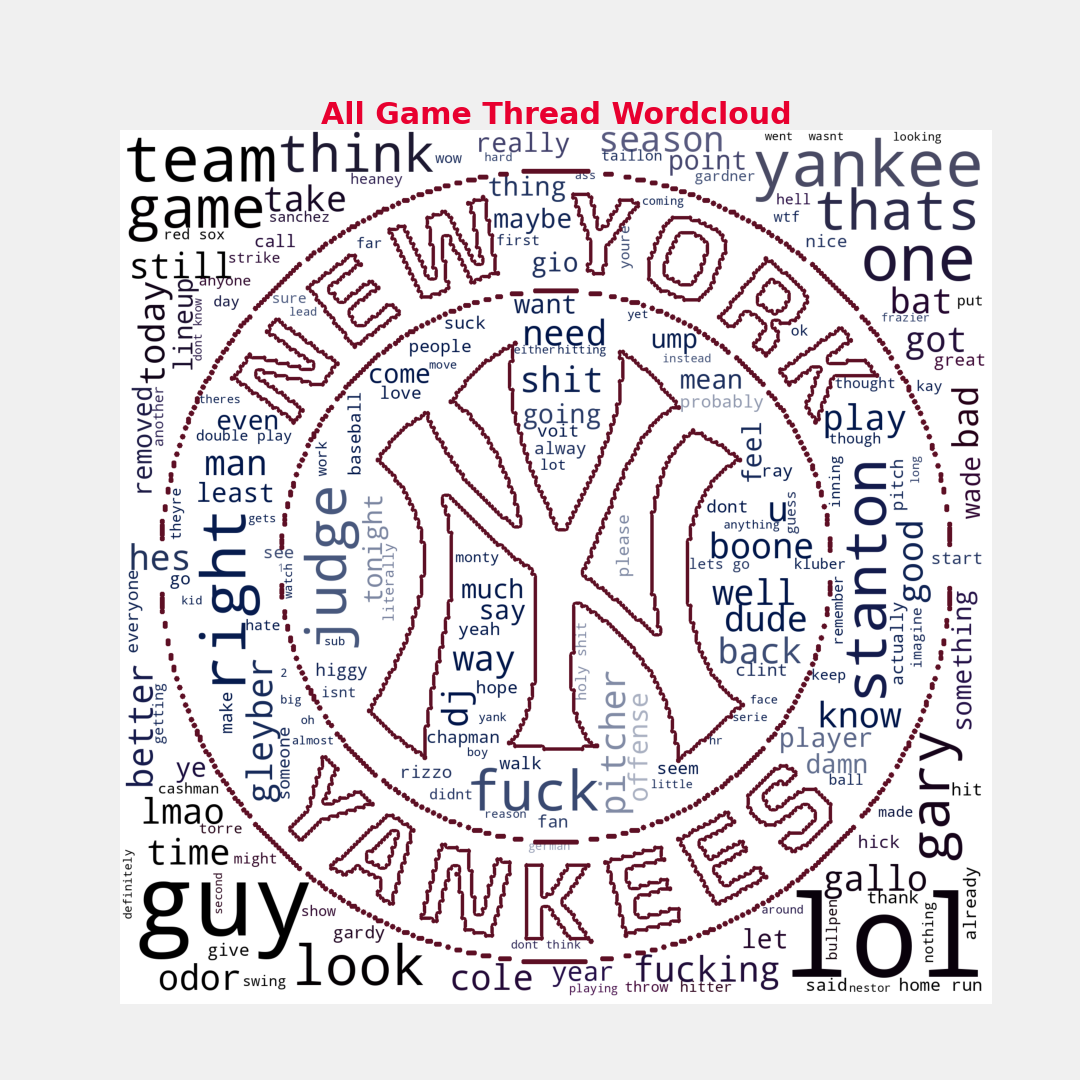 All Game Thread Wordcloud
team
think
wow
really
hard
season
taillon
point
gardner
went
wasnt
looking
yankee
heaney
ass
thing
coming
hell
wtf
thats
game
take
sanchez
maybe
red sox
call
far
first
youre
nice
one
strike
still
anyone
gio
NEW YORK
day
sure
lead
want
yet
bat
put
frazier
today
lineup
dont know
suck
need
ump
ok
got
great
people
either
hitting
instead
move
come
love
shit
mean
probably
thought
kay
removed
another
theres
even
double play
going
voit
alway
lot
play
though
bad
wade
baseball
work
feel
ray
man
least
inning
pitch
long
theyre
gets
right
judge
tonight
literally
dont
u
guess
anything
stanton
good
hes
see
watch
monty
please
boone
lets go
kluber
start
go
kid
much
say
well
dude
remember
actually
imagine
everyone
hate
sub
yeah
back
something
way
higgy
isnt
clint
keep
better
getting
make
gleyber
someone
2
big
oh
almost
hope
dj
yank
holy shit
pitcher
offense
face
serie
know
chapman
boy
hr
player
damn
ball
gary
ye
cashman
rizzo
walk
seem
little
hit
didnt
fuck
reason
fan
made
lmao
torre
german
hick
time
might
YANKEES
gallo
thank
already
definitely
guy
second
show
around
lol
bullpen
nothing
gardy
give
dont think
let
odor
swing
look
cole
year
playing
fucking
throw
hitter
said
nestor
home run